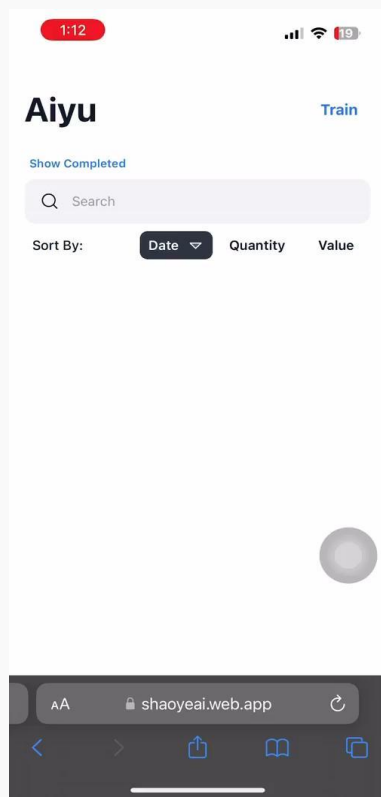 1:12 19
Aiyu Train
Show Completed
Search
Sort By: Date Quantity Value
AA shaoyeai.web.app